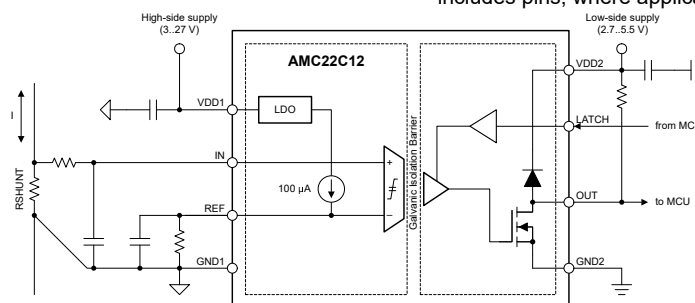 includes pins, where applica
High-side supply
(3..27 V)
Low-side supply
(2.7..5.5 V)
AMC22C12
VDD1
LDO
VDD2
LATCH
from MC
I
IN
+
100 μA
Galvanic Isolation Barrier
RSHUNT
REF
–
OUT
to MCU
GND1
GND2